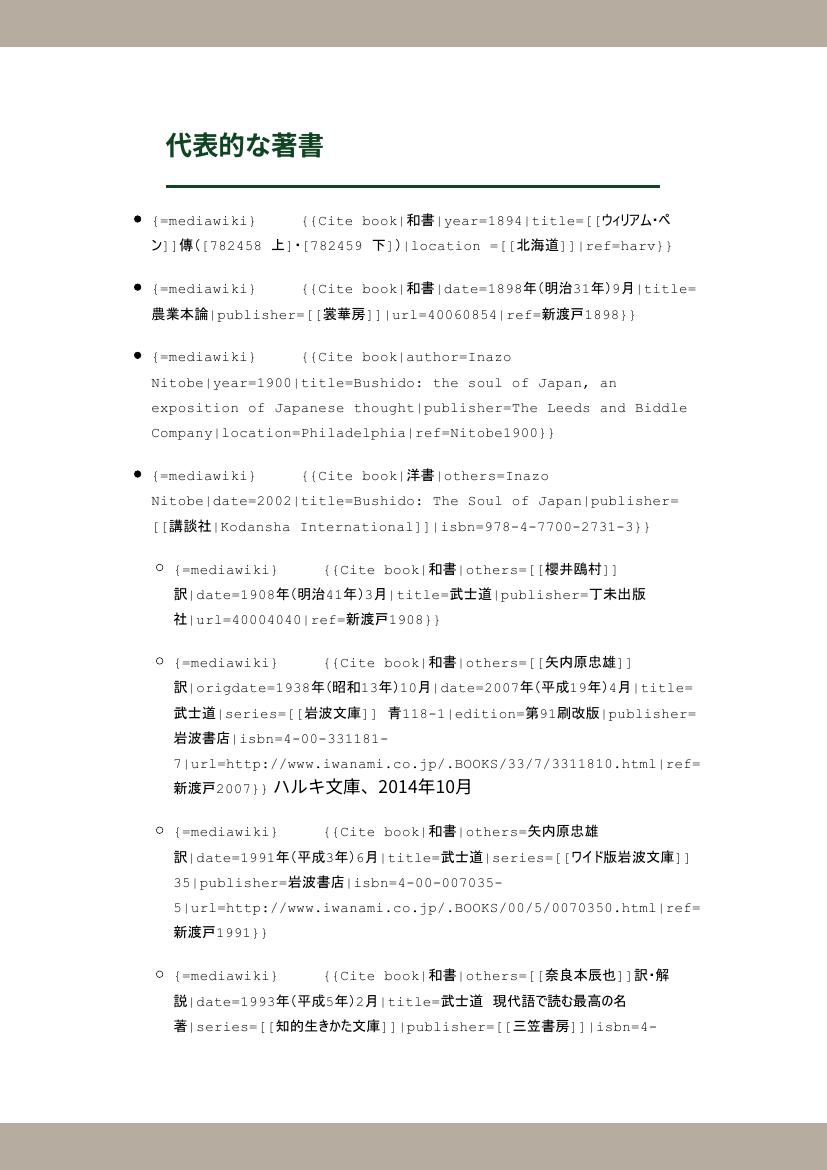 代表的な著書
{=mediawiki} {{Cite book|和書|year=1894|title=[[ウィリアム・ペ
ン]]傳([782458 上]・[782459 下])|location =[[北海道]]|ref=harv}}
{=mediawiki} {{Cite book|和書|date=1898年(明治31年)9月|title=
農業本論|publisher=[[裳華房]]|url=40060854|ref=新渡戸1898}}
{=mediawiki} {{Cite book|author=Inazo
Nitobe|year=1900|title=Bushido: the soul of Japan, an
exposition of Japanese thought|publisher=The Leeds and Biddle
Company|location=Philadelphia|ref=Nitobe1900}}
{=mediawiki} {{Cite book|洋書|others=Inazo
Nitobe|date=2002|title=Bushido: The Soul of Japan|publisher=
[[講談社|Kodansha International]]|isbn=978-4-7700-2731-3}}
{=mediawiki} {{Cite book|和書|others=[[櫻井鴎村]]
訳|date=1908年(明治41年)3月|title=武士道|publisher=丁未出版
社|url=40004040|ref=新渡戸1908}}
{=mediawiki} {{Cite book|和書|others=[[矢内原忠雄]]
訳|origdate=1938年(昭和13年)10月|date=2007年(平成19年)4月|title=
武士道|series=[[岩波文庫]] 青118-1|edition=第91刷改版|publisher=
岩波書店|isbn=4-00-331181-
7|url=http://www.iwanami.co.jp/.BOOKS/33/7/3311810.html|ref=
新渡戸2007}} ハルキ文庫、2014年10月
{=mediawiki} {{Cite book|和書|others=矢内原忠雄
訳|date=1991年(平成3年)6月|title=武士道|series=[[ワイド版岩波文庫]]
35|publisher=岩波書店|isbn=4-00-007035-
5|url=http://www.iwanami.co.jp/.BOOKS/00/5/0070350.html|ref=
新渡戸1991}}
{=mediawiki} {{Cite book|和書|others=[[奈良本辰也]]訳・解
説|date=1993年(平成5年)2月|title=武士道 現代語で読む最高の名
著|series=[[知的生きかた文庫]]|publisher=[[三笠書房]]|isbn=4-